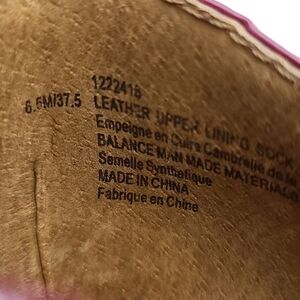 1222418
6.5M/37.5 LEATHER UPPER LINING SOCK
Empeigne en Cuire Cambrelle de
BALANCE MAN MADE MATERIAL
Semelle Synthetique
MADE IN CHINA
Fabrique en Chine